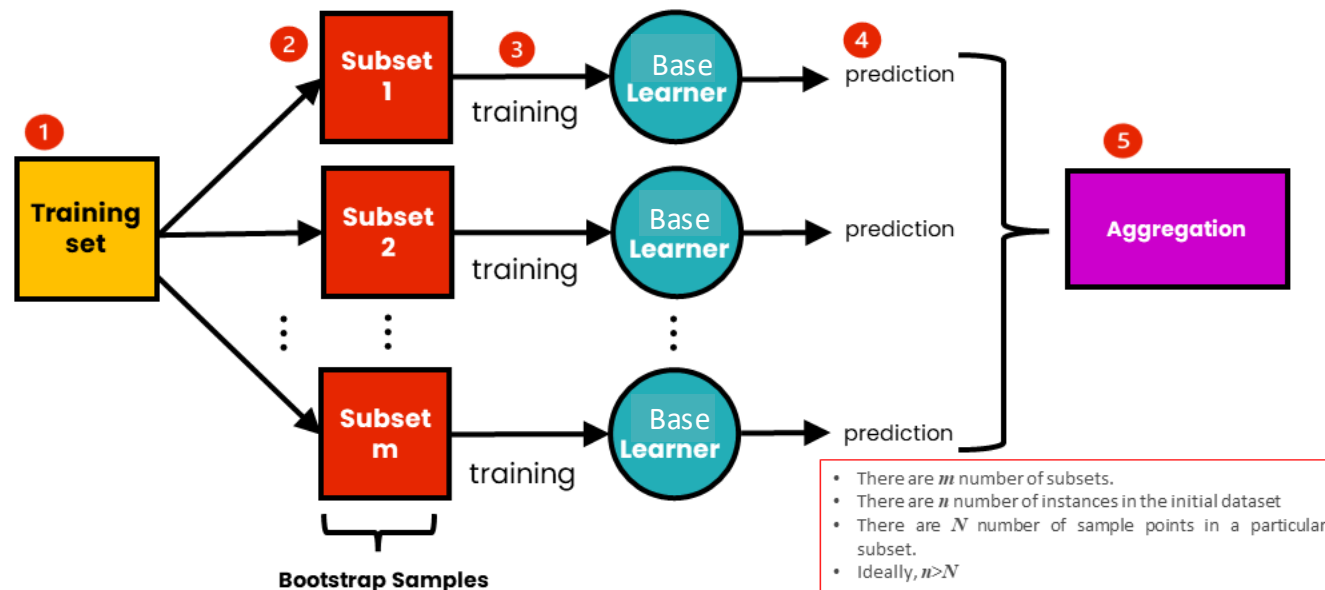 1
Training
set
2
Subset
1
3
training
Base
Learner
4
prediction
Subset
2
training
Base
Learner
prediction
Subset
m
training
Base
Learner
prediction
5
Aggregation
Bootstrap Samples
• There are m number of subsets.
• There are n number of instances in the initial dataset
• There are N number of sample points in a particular
subset.
• Ideally, n>N